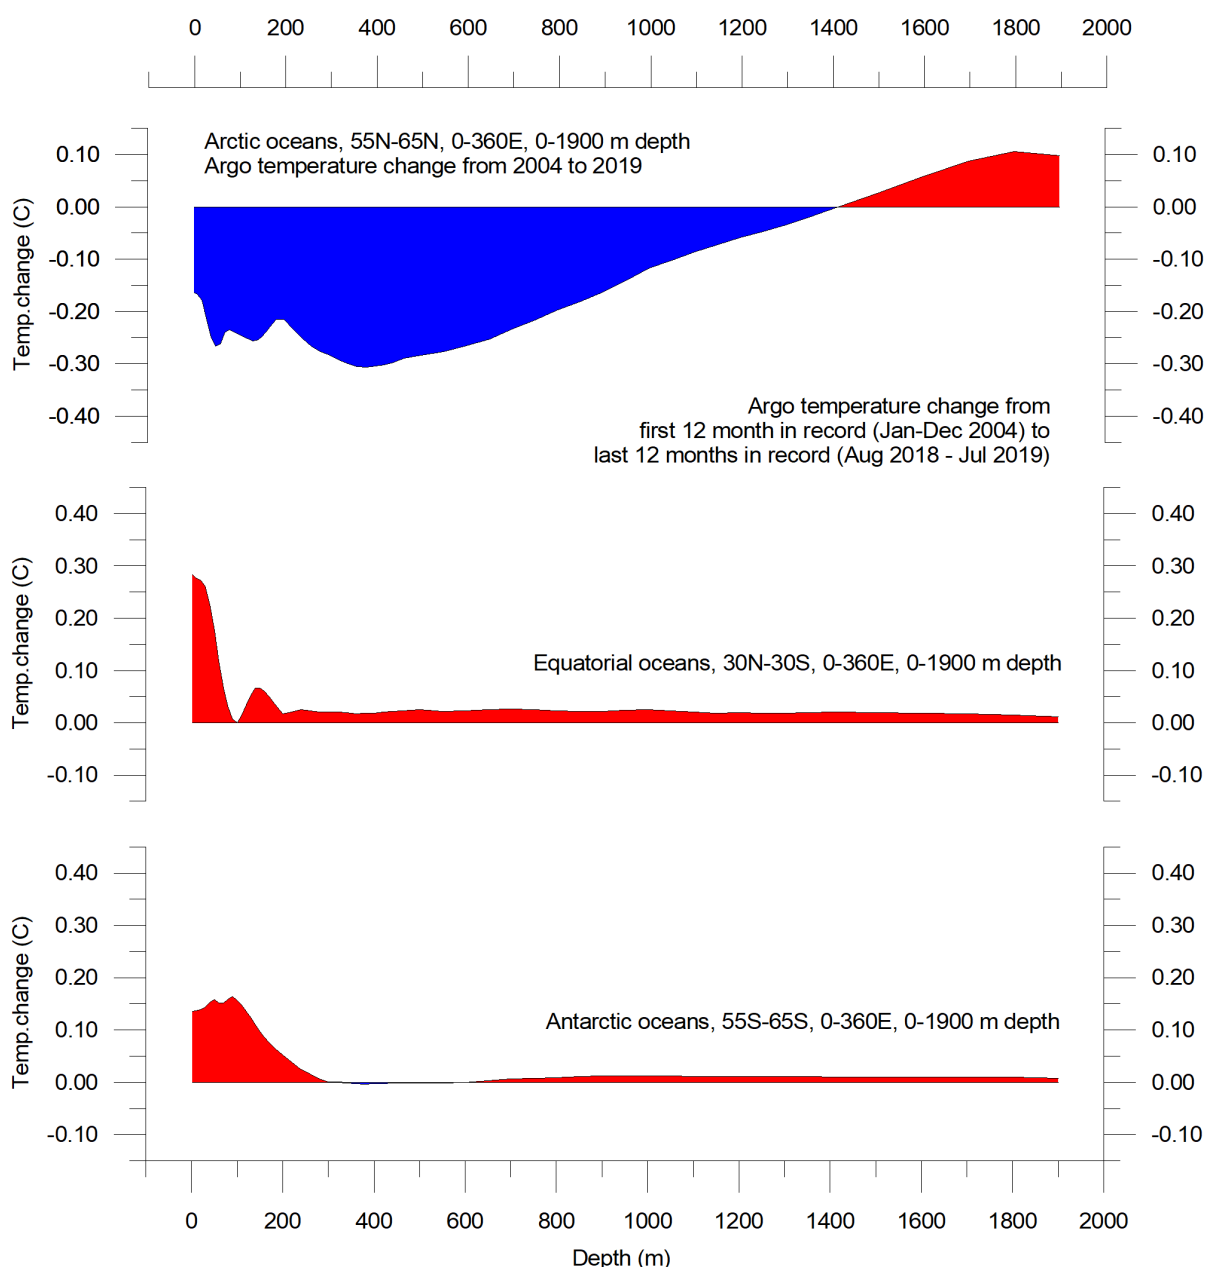 0 200 400 600 800 1000 1200 1400 1600 1800 2000
Arctic oceans, 55N-65N, 0-360E, 0-1900 m depth
Argo temperature change from 2004 to 2019
Temp.change (C)
0.10 0.10
0.00 0.00
-0.10 -0.10
-0.20 -0.20
-0.30 -0.30
-0.40 -0.40
Argo temperature change from
first 12 month in record (Jan-Dec 2004) to
last 12 months in record (Aug 2018 - Jul 2019)
Temp.change (C)
0.40 0.40
0.30 0.30
0.20 0.20
0.10 0.10
0.00 0.00
-0.10 -0.10
Equatorial oceans, 30N-30S, 0-360E, 0-1900 m depth
Temp.change (C)
0.40 0.40
0.30 0.30
0.20 0.20
0.10 0.10
0.00 0.00
-0.10 -0.10
Antarctic oceans, 55S-65S, 0-360E, 0-1900 m depth
0 200 400 600 800 1000 1200 1400 1600 1800 2000
Depth (m)